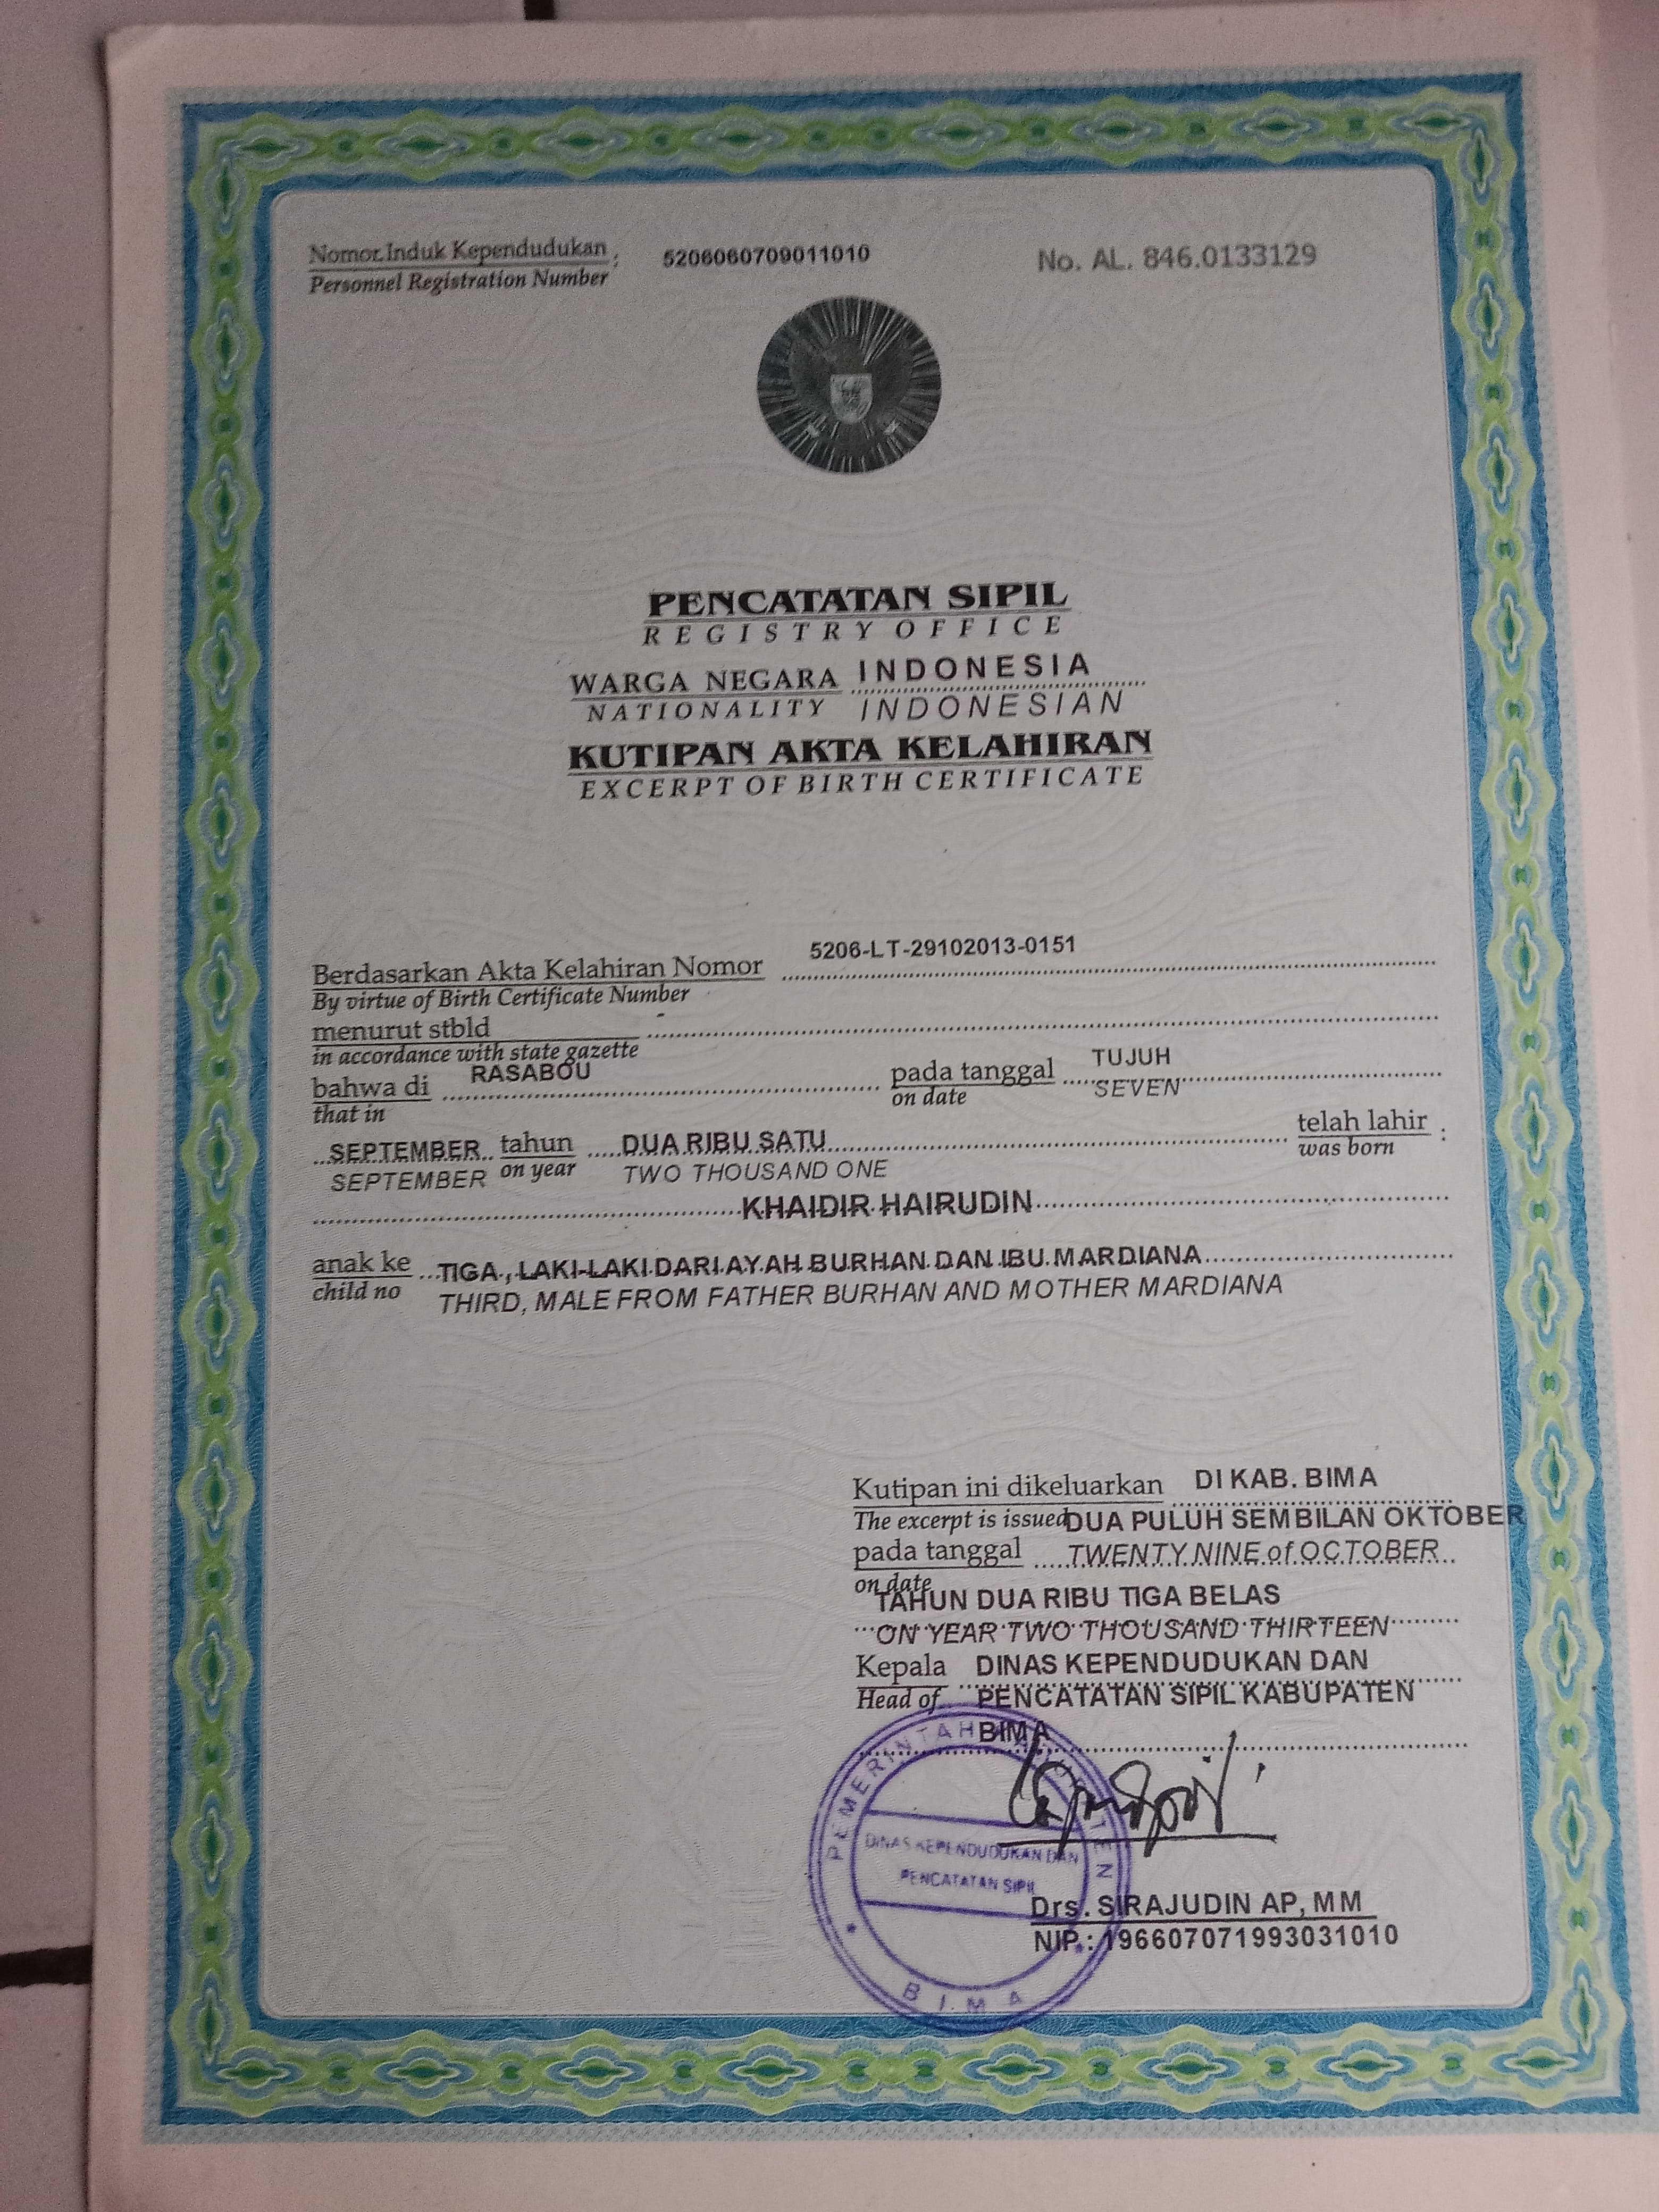 Nomor Induk Kependudukan : 5206060709011010 No. AL. 846.0133129
Personnel Registration Number
PENCATATAN SIPIL
REGISTRY OFFICE
WARGA NEGARA INDONESIA
NATIONALITY INDONESIAN
KUTIPAN AKTA KELAHIRAN
EXCERPT OF BIRTH CERTIFICATE
Berdasarkan Akta Kelahiran Nomor 5206-LT-29102013-0151
By virtue of Birth Certificate Number
menurut stbld -
in accordance with state gazette
bahwa di RASABOU pada tanggal TUJUH
that in on date SEVEN
SEPTEMBER tahun DUA RIBU SATU telah lahir :
SEPTEMBER on year TWO THOUSAND ONE was born
KHAIDIR HAIRUDIN
anak ke TIGA, LAKI-LAKI DARI AYAH BURHAN DAN IBU MARDIANA
child no THIRD, MALE FROM FATHER BURHAN AND MOTHER MARDIANA
Kutipan ini dikeluarkan DI KAB. BIMA
The excerpt is issued DUA PULUH SEMBILAN OKTOBER
pada tanggal TWENTY NINE of OCTOBER
on date TAHUN DUA RIBU TIGA BELAS
ON YEAR TWO THOUSAND THIRTEEN
Kepala DINAS KEPENDUDUKAN DAN
Head of PENCATATAN SIPIL KABUPATEN
BIMA
DINAS KEPENDUDUKAN DAN
PENCATATAN SIPIL
BIMA
Drs. SIRAJUDIN AP, MM
NIP : 196607071993031010